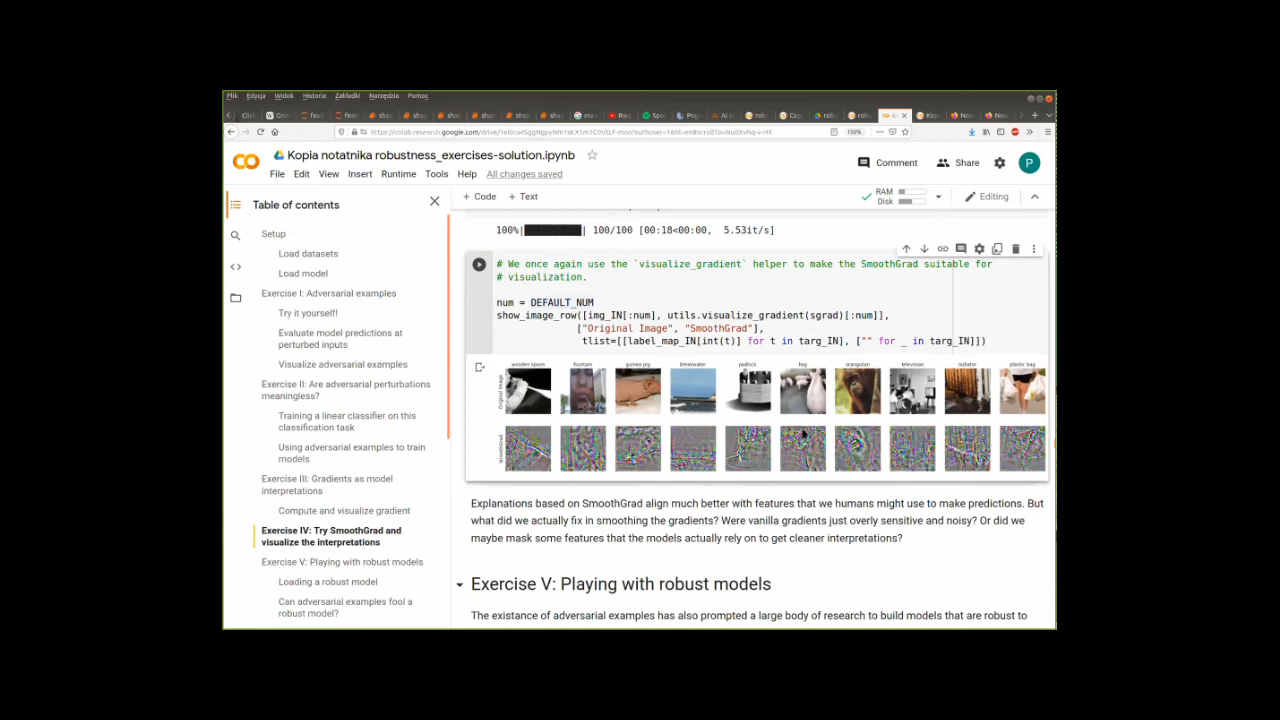 Plik Edycja Widok Historia Zakładki Narzędzia Pomoc
Kopia notatnika robustness_exercises-solution.ipynb
Comment Share P
File Edit View Insert Runtime Tools Help All changes saved
Table of contents
+ Code + Text
RAM
Disk
Editing
Setup
Load datasets
Load model
Exercise I: Adversarial examples
Try it yourself!
Evaluate model predictions at
perturbed inputs
Visualize adversarial examples
Exercise II: Are adversarial perturbations
meaningless?
Training a linear classifier on this
classification task
Using adversarial examples to train
models
Exercise III: Gradients as model
interpretations
Compute and visualize gradient
Exercise IV: Try SmoothGrad and
visualize the interpretations
Exercise V: Playing with robust models
Loading a robust model
Can adversarial examples fool a
robust model?
100%| | 100/100 [00:18<00:00, 5.53it/s]
# We once again use the `visualize_gradient` helper to make the SmoothGrad suitable for
# visualization.
num = DEFAULT_NUM
show_image_row([img_IN[:num], utils.visualize_gradient(sgrad)[:num]],
["Original Image", "SmoothGrad"],
tlist=[[label_map_IN[int(t)] for t in targ_IN], ["" for _ in targ_IN]])
wooden spoon fountain guinea pig breakwater padlock hog orangutan television radiator plastic bag
Original Image
SmoothGrad
Explanations based on SmoothGrad align much better with features that we humans might use to make predictions. But
what did we actually fix in smoothing the gradients? Were vanilla gradients just overly sensitive and noisy? Or did we
maybe mask some features that the models actually rely on to get cleaner interpretations?
Exercise V: Playing with robust models
The existance of adversarial examples has also prompted a large body of research to build models that are robust to